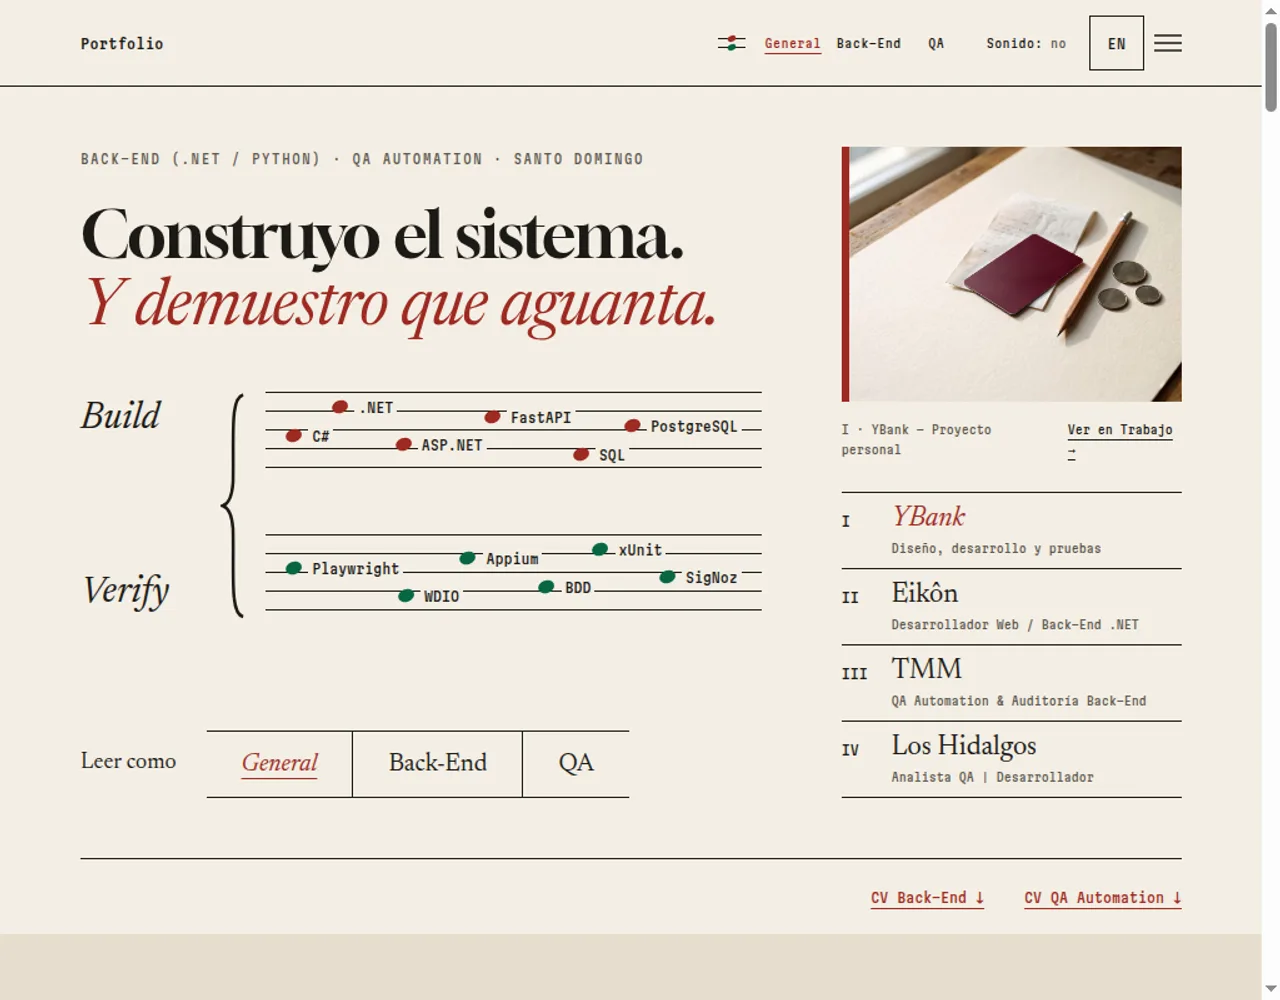 Portfolio
General Back-End QA Sonido: no EN
BACK-END (.NET / PYTHON) · QA AUTOMATION · SANTO DOMINGO
Construyo el sistema.
Y demuestro que aguanta.
Build
.NET
FastAPI
PostgreSQL
C#
ASP.NET
SQL
Verify
xUnit
Appium
Playwright
SigNoz
BDD
WDIO
Leer como
General
Back-End
QA
I · YBank — Proyecto
personal
Ver en Trabajo
→
I YBank
Diseño, desarrollo y pruebas
II Eikôn
Desarrollador Web / Back-End .NET
III TMM
QA Automation & Auditoría Back-End
IV Los Hidalgos
Analista QA | Desarrollador
CV Back-End ↓ CV QA Automation ↓